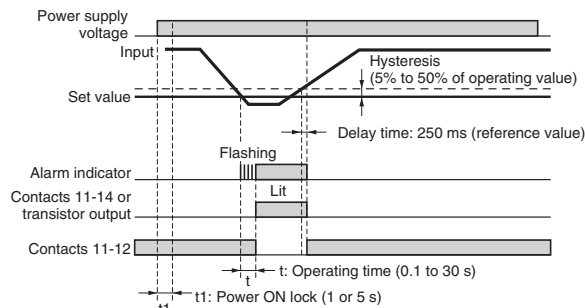 Power supply
voltage
Input
Hysteresis
(5% to 50% of operating value)
Set value
Delay time: 250 ms (reference value)
Flashing
Alarm indicator
Lit
Contacts 11-14 or
transistor output
Contacts 11-12
t
t: Operating time (0.1 to 30 s)
t1: Power ON lock (1 or 5 s)
t1